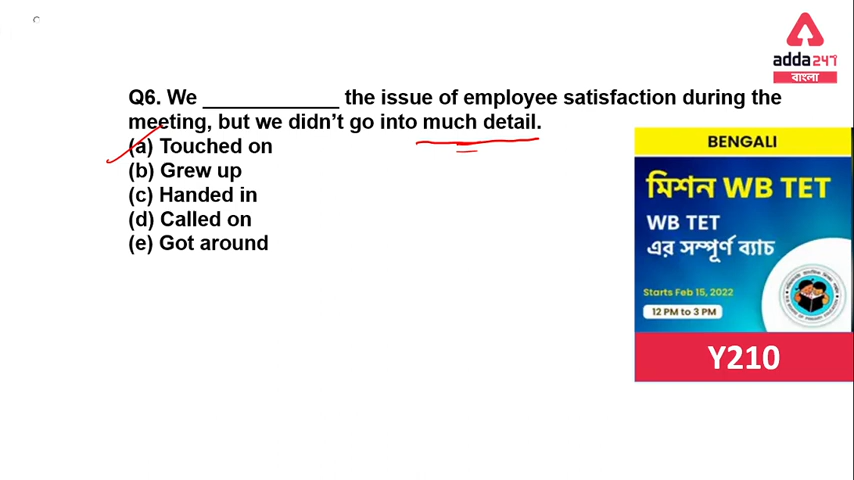 adda247
বাংলা
Q6. We ____________ the issue of employee satisfaction during the
meeting, but we didn't go into much detail.
(a) Touched on
(b) Grew up
(c) Handed in
(d) Called on
(e) Got around
BENGALI
মিশন WB TET
WB TET
এর সম্পূর্ণ ব্যাচ
Starts Feb 15, 2022
12 PM to 3 PM
Y210